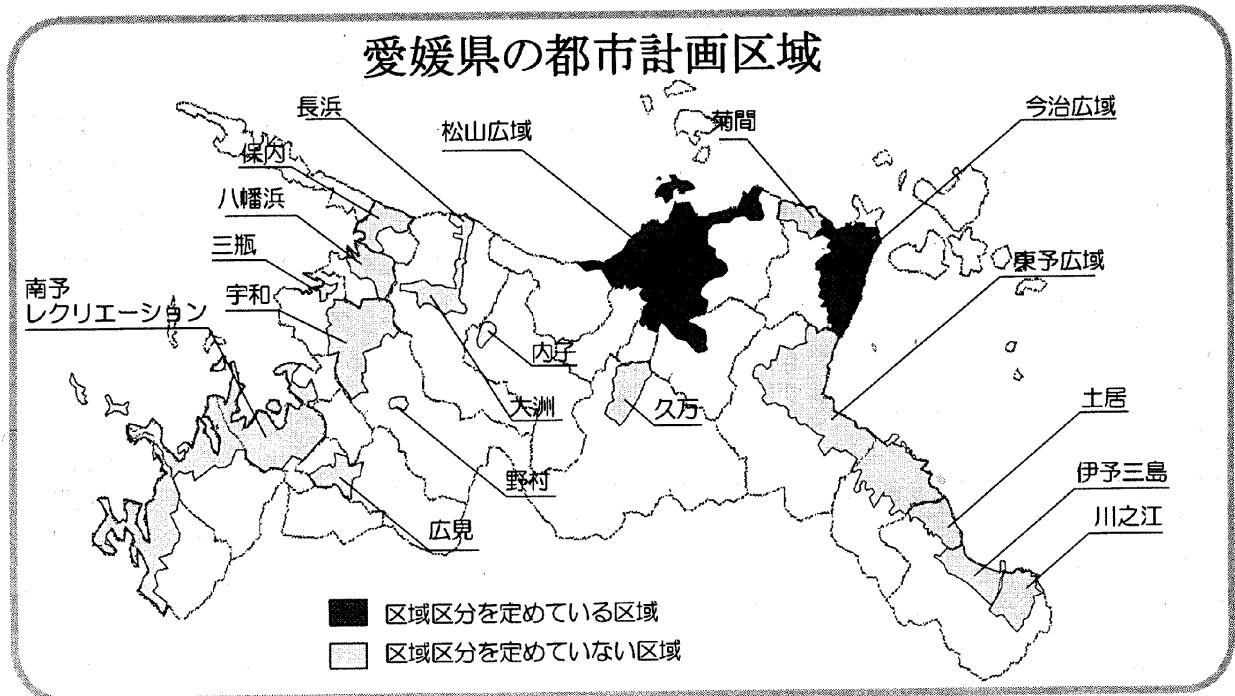 愛媛県の都市計画区域
長浜
松山広域
菊間
今治広域
保内
八幡浜
三瓶
南予
レクリエーション
宇和
東予広域
内子
大洲
久万
土居
野村
伊予三島
広見
川之江
区域区分を定めている区域
区域区分を定めていない区域